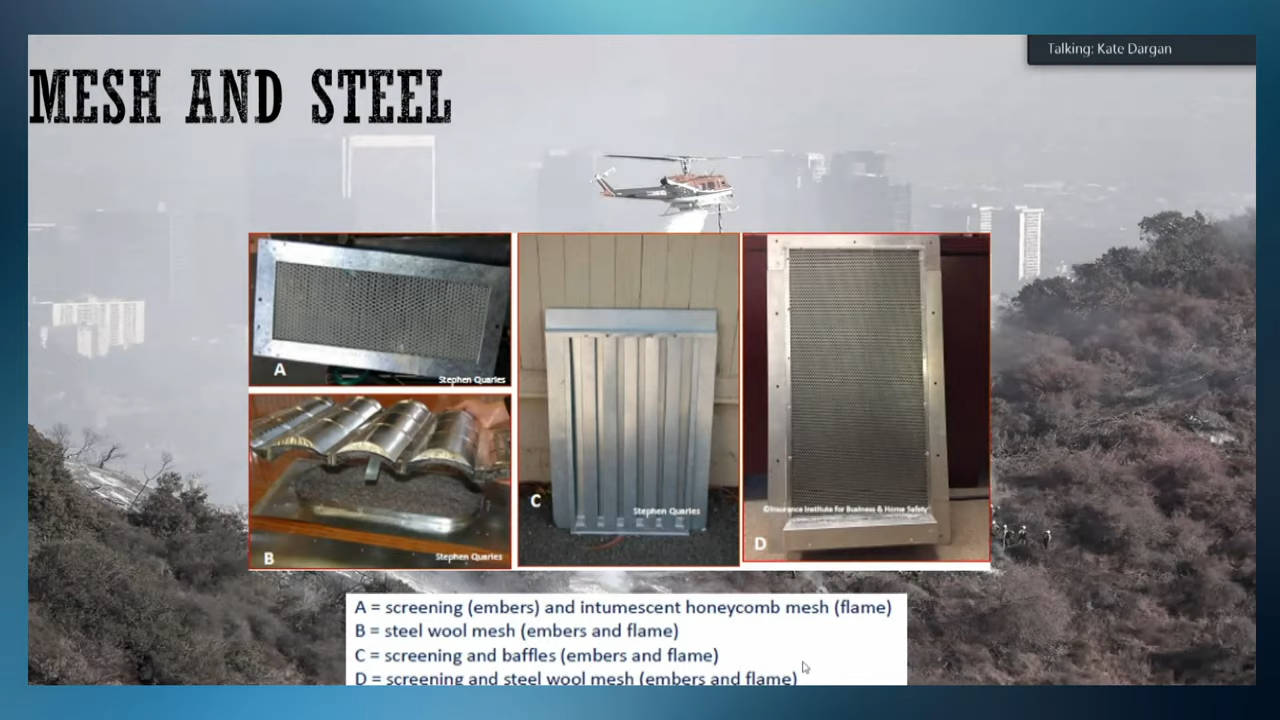 Talking: Kate Dargan
MESH AND STEEL
A
Stephen Quarles
B
Stephen Quarles
C
Stephen Quarles
©Insurance Institute for Business & Home Safety
D
A = screening (embers) and intumescent honeycomb mesh (flame)
B = steel wool mesh (embers and flame)
C = screening and baffles (embers and flame)
D = screening and steel wool mesh (embers and flame)